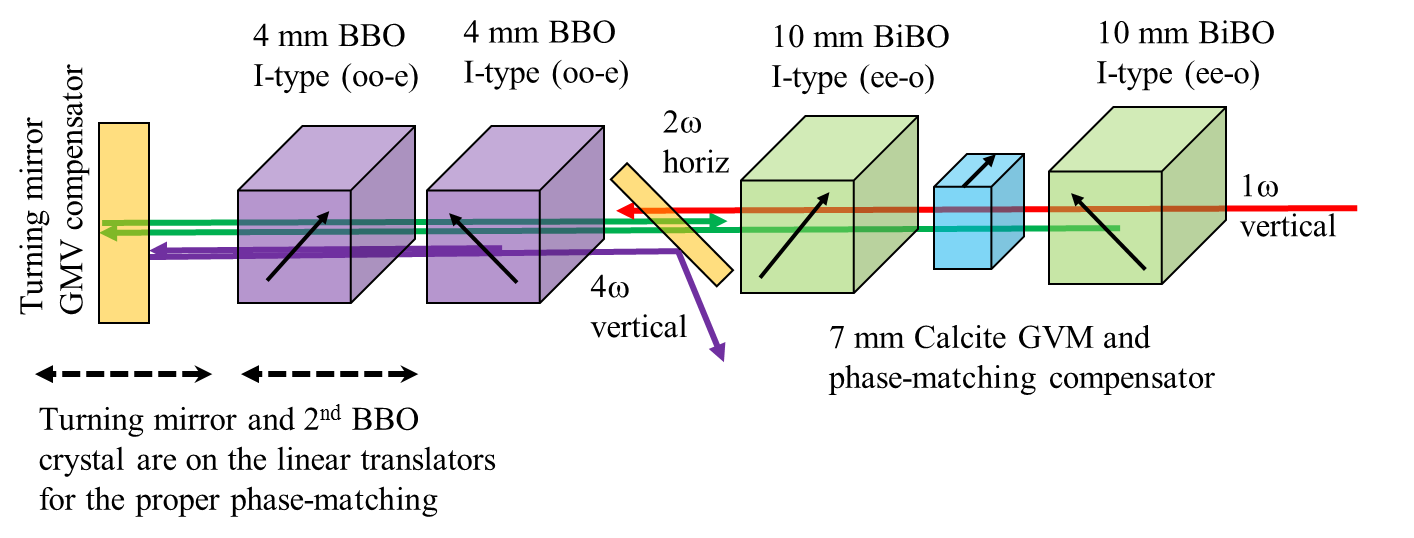 4 mm BBO
I-type (oo-e)
4 mm BBO
I-type (oo-e)
10 mm BiBO
I-type (ee-o)
10 mm BiBO
I-type (ee-o)
Turning mirror
GMV compensator
2ω
horiz
1ω
vertical
4ω
vertical
7 mm Calcite GVM and
phase-matching compensator
Turning mirror and 2nd BBO
crystal are on the linear translators
for the proper phase-matching